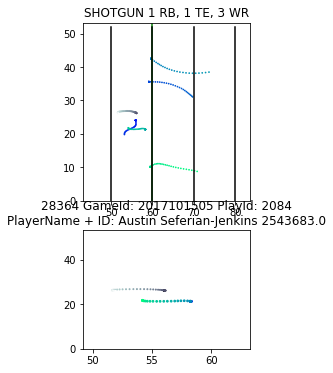 SHOTGUN 1 RB, 1 TE, 3 WR
50
40
30
20
10
0
50 60 70 80
28364 GameId: 2017101505 PlayId: 2084
PlayerName + ID: Austin Seferian-Jenkins 2543683.0
40
20
0
50 55 60